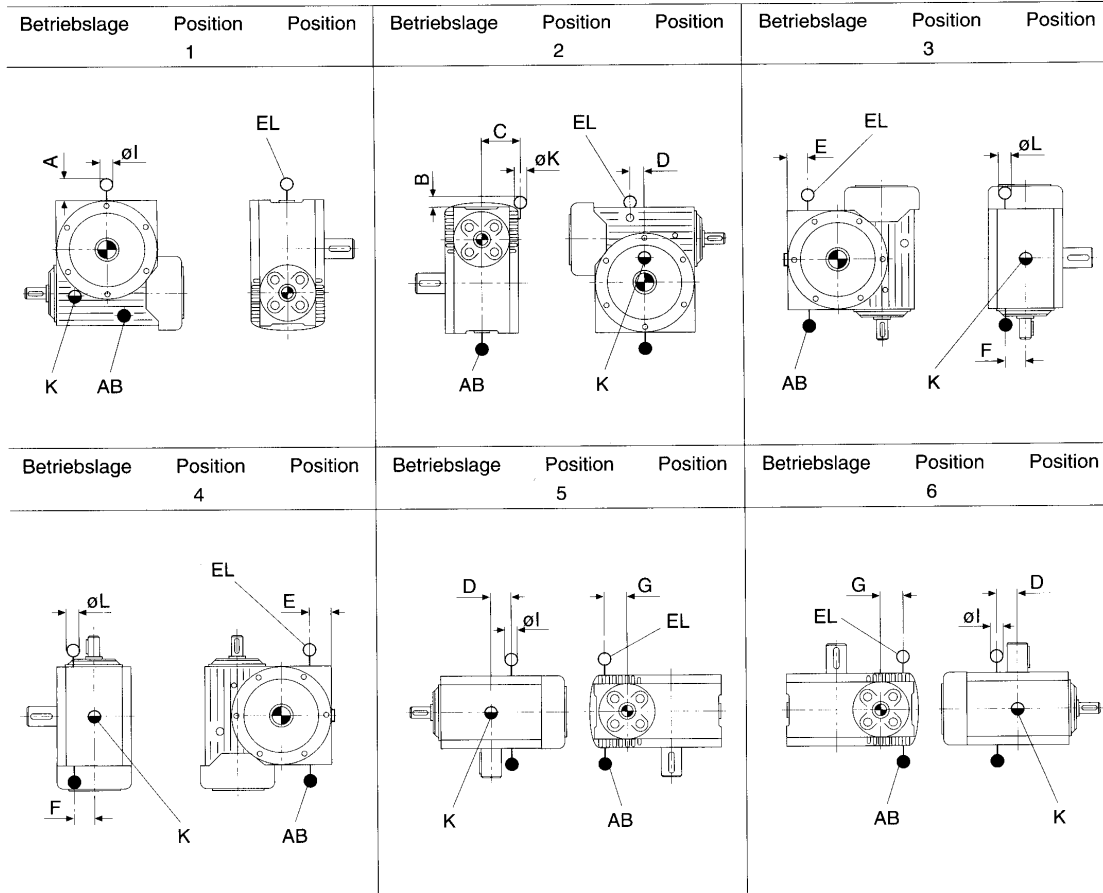 Betriebslage Position Position
1
Betriebslage Position Position
2
Betriebslage Position Position
3
A
øI
EL
K
AB
B
C
øK
EL
D
AB
K
E
EL
øL
AB
F
K
Betriebslage Position Position
4
Betriebslage Position Position
5
Betriebslage Position Position
6
øL
EL
E
F
K
AB
D
øI
G
EL
K
AB
G
EL
øI
D
AB
K